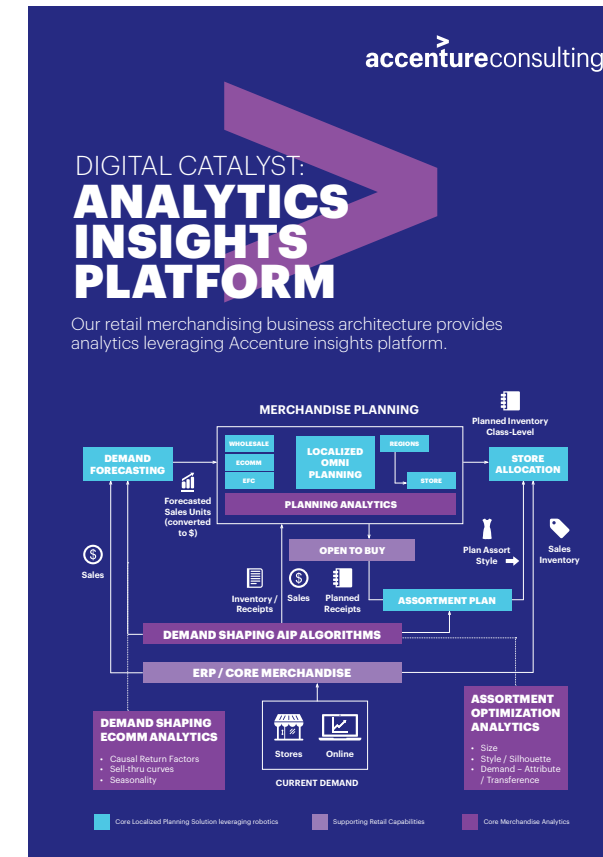 accentureconsulting
DIGITAL CATALYST:
ANALYTICS
INSIGHTS
PLATFORM
Our retail merchandising business architecture provides
analytics leveraging Accenture insights platform.
MERCHANDISE PLANNING
Planned Inventory
Class-Level
DEMAND
FORECASTING
WHOLESALE
ECOMM
EFC
LOCALIZED
OMNI
PLANNING
REGIONS
STORE
STORE
ALLOCATION
PLANNING ANALYTICS
Forecasted
Sales Units
(converted
to $)
OPEN TO BUY
Plan Assort
Style
Sales
Inventory
$
Sales
Inventory /
Receipts
$
Sales
Planned
Receipts
ASSORTMENT PLAN
DEMAND SHAPING AIP ALGORITHMS
ERP / CORE MERCHANDISE
DEMAND SHAPING
ECOMM ANALYTICS
• Causal Return Factors
• Sell-thru curves
• Seasonality
Stores
Online
CURRENT DEMAND
ASSORTMENT
OPTIMIZATION
ANALYTICS
• Size
• Style / Silhouette
• Demand – Attribute
/ Transference
Core Localized Planning Solution leveraging robotics
Supporting Retail Capabilities
Core Merchandise Analytics